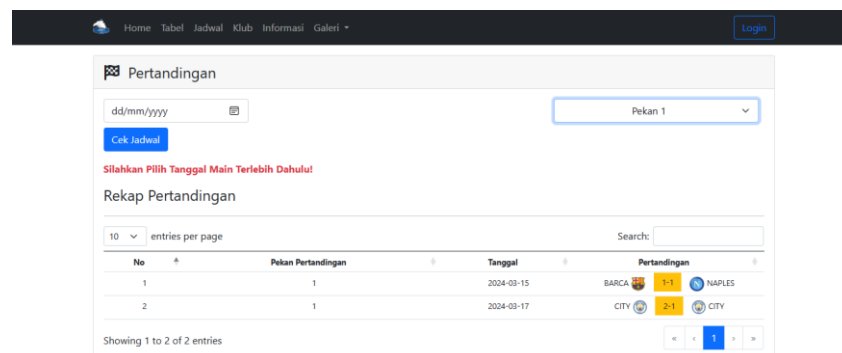 Home Tabel Jadwal Klub Informasi Galeri Login
Pertandingan
dd/mm/yyyy Pekan 1
Cek Jadwal
Silahkan Pilih Tanggal Main Terlebih Dahulu!
Rekap Pertandingan
10 entries per page Search:
No Pekan Pertandingan Tanggal Pertandingan
1 1 2024-03-15 BARCA 1-1 NAPLES
2 1 2024-03-17 CITY 2-1 CITY
Showing 1 to 2 of 2 entries « ‹ 1 › »